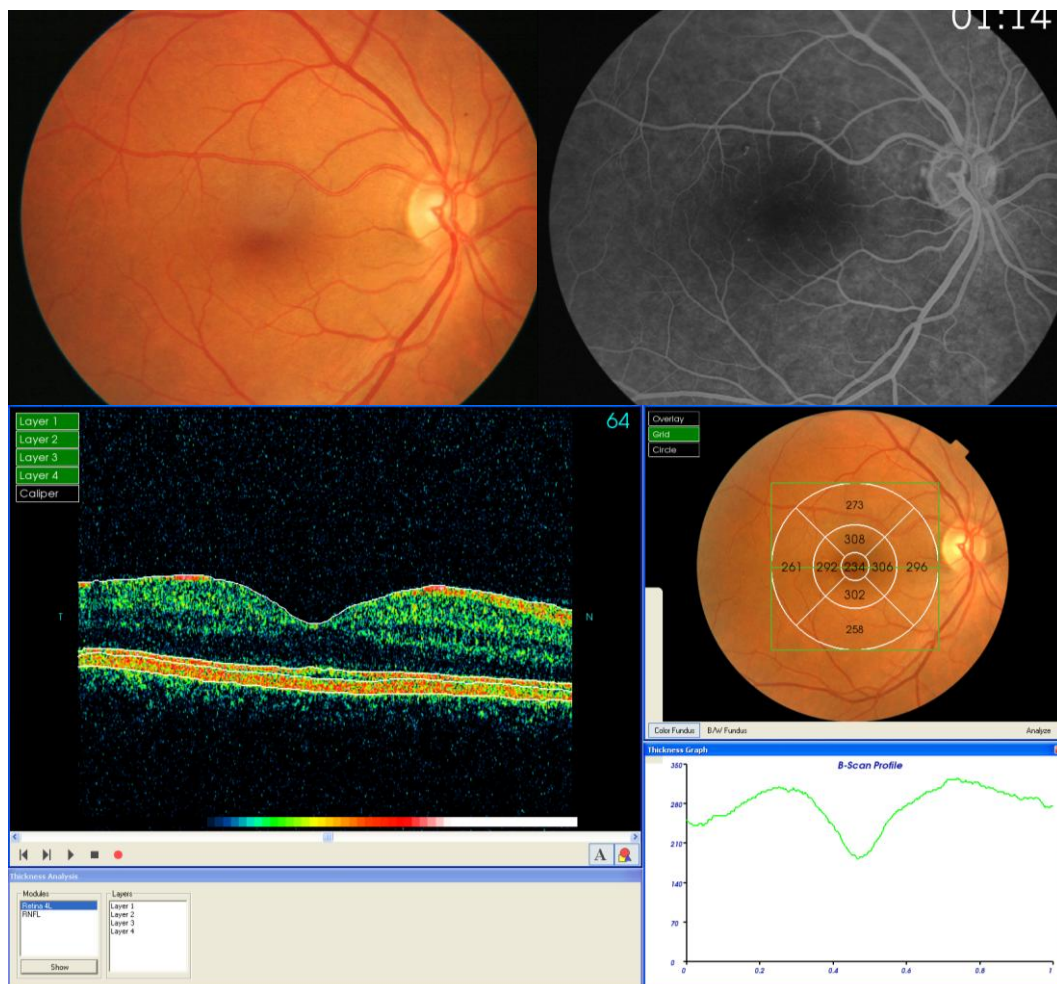 01:14
Layer 1
Layer 2
Layer 3
Layer 4
Caliper
64
T
N
Overlay
Grid
Circle
273
308
261 292 234 306 296
302
258
Color Fundus B/W Fundus Analyze
Thickness Graph
B-Scan Profile
350
280
210
140
70
0
0 0.2 0.4 0.6 0.8 1
A
Thickness Analysis
Modules
Retina 4L
RNFL
Show
Layers
Layer 1
Layer 2
Layer 3
Layer 4